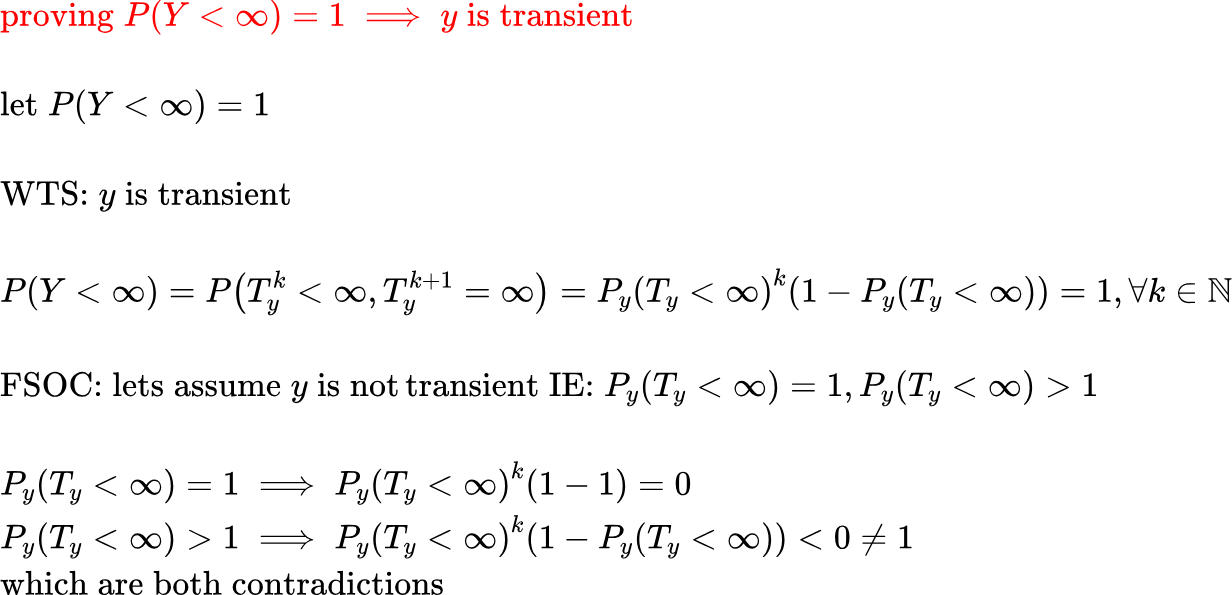 proving P(Y < ∞) = 1 ⟹ y is transient
let P(Y < ∞) = 1
WTS: y is transient
P(Y < ∞) = P(T_y^k < ∞, T_y^{k+1} = ∞) = P_y(T_y < ∞)^k(1 − P_y(T_y < ∞)) = 1, ∀k ∈ ℕ
FSOC: lets assume y is not transient IE: P_y(T_y < ∞) = 1, P_y(T_y < ∞) > 1
P_y(T_y < ∞) = 1 ⟹ P_y(T_y < ∞)^k(1 − 1) = 0
P_y(T_y < ∞) > 1 ⟹ P_y(T_y < ∞)^k(1 − P_y(T_y < ∞)) < 0 ≠ 1
which are both contradictions